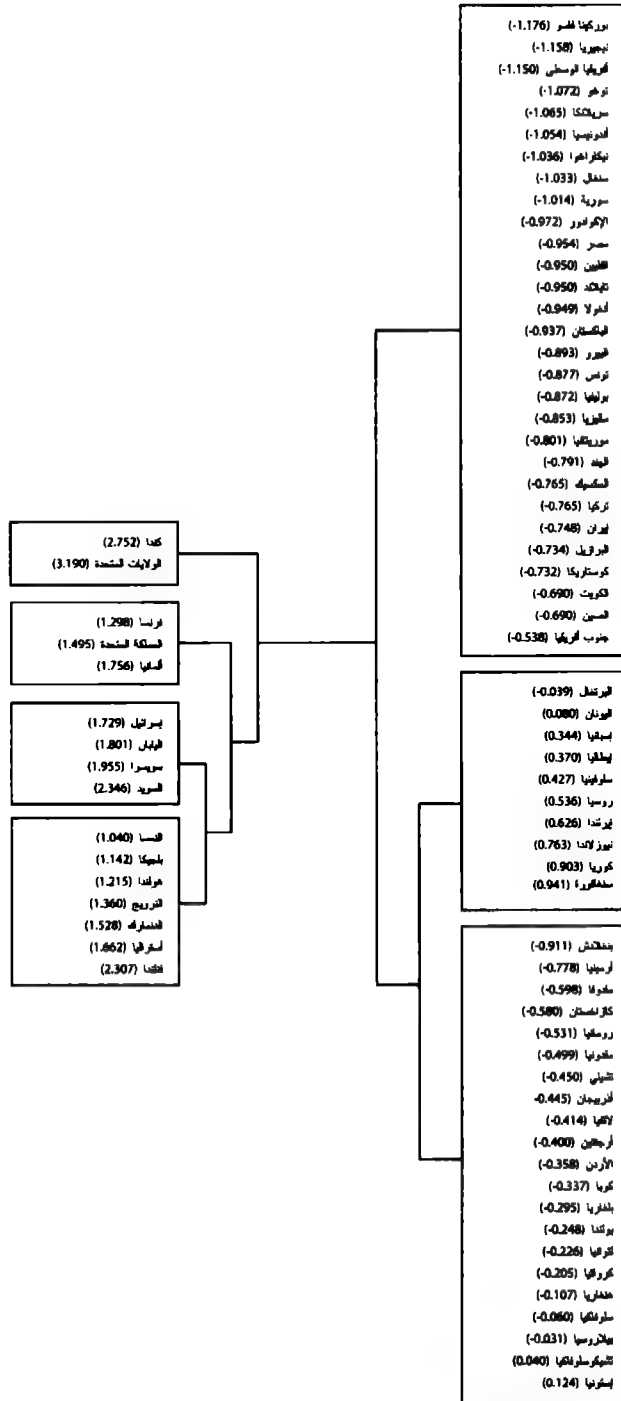 بوركينا فاسو (1.176-)
نيجيريا (1.158-)
أفريقيا الوسطى (1.150-)
توغو (1.072-)
سريلانكا (1.065-)
أندونيسيا (1.054-)
نيكاراغوا (1.036-)
سنغال (1.033-)
سورية (1.014-)
الإكوادور (0.972-)
مصر (0.954-)
فلبين (0.950-)
تايلاند (0.950-)
أنغولا (0.949-)
الباكستان (0.937-)
البيرو (0.893-)
تونس (0.877-)
بوليفيا (0.872-)
ماليزيا (0.853-)
موريتانيا (0.801-)
الهند (0.791-)
المكسيك (0.765-)
تركيا (0.765-)
إيران (0.748-)
البرازيل (0.734-)
كوستاريكا (0.732-)
الكويت (0.690-)
الصين (0.690-)
جنوب أفريقيا (0.538-)
كندا (2.752)
الولايات المتحدة (3.190)
فرنسا (1.298)
المملكة المتحدة (1.495)
ألمانيا (1.756)
إسرائيل (1.729)
اليابان (1.801)
سويسرا (1.955)
السويد (2.346)
النمسا (1.040)
بلجيكا (1.142)
هولندا (1.215)
النرويج (1.360)
الدنمارك (1.528)
أستراليا (1.662)
فنلندا (2.307)
البرتغال (0.039-)
اليونان (0.080)
إسبانيا (0.344)
إيطاليا (0.370)
سلوفينيا (0.427)
روسيا (0.536)
إيرلندا (0.626)
نيوزلاندا (0.763)
كوريا (0.903)
سنغافورة (0.941)
بنغلادش (0.911-)
أرمينيا (0.778-)
ملدوفا (0.598-)
كازاخستان (0.580-)
رومانيا (0.531-)
مقدونيا (0.499-)
تشيلي (0.450-)
أذربيجان (0.445-
لاتفيا (0.414-)
أرجنتين (0.400-)
الأردن (0.358-)
كوبا (0.337-)
بلغاريا (0.295-)
بولندا (0.248-)
لتوانيا (0.226-)
كرواتيا (0.205-)
هنغاريا (0.107-)
سلوفاكيا (0.060-)
بيلاروسيا (0.031-)
تشيكوسلوفاكيا (0.040)
إستونيا (0.124)